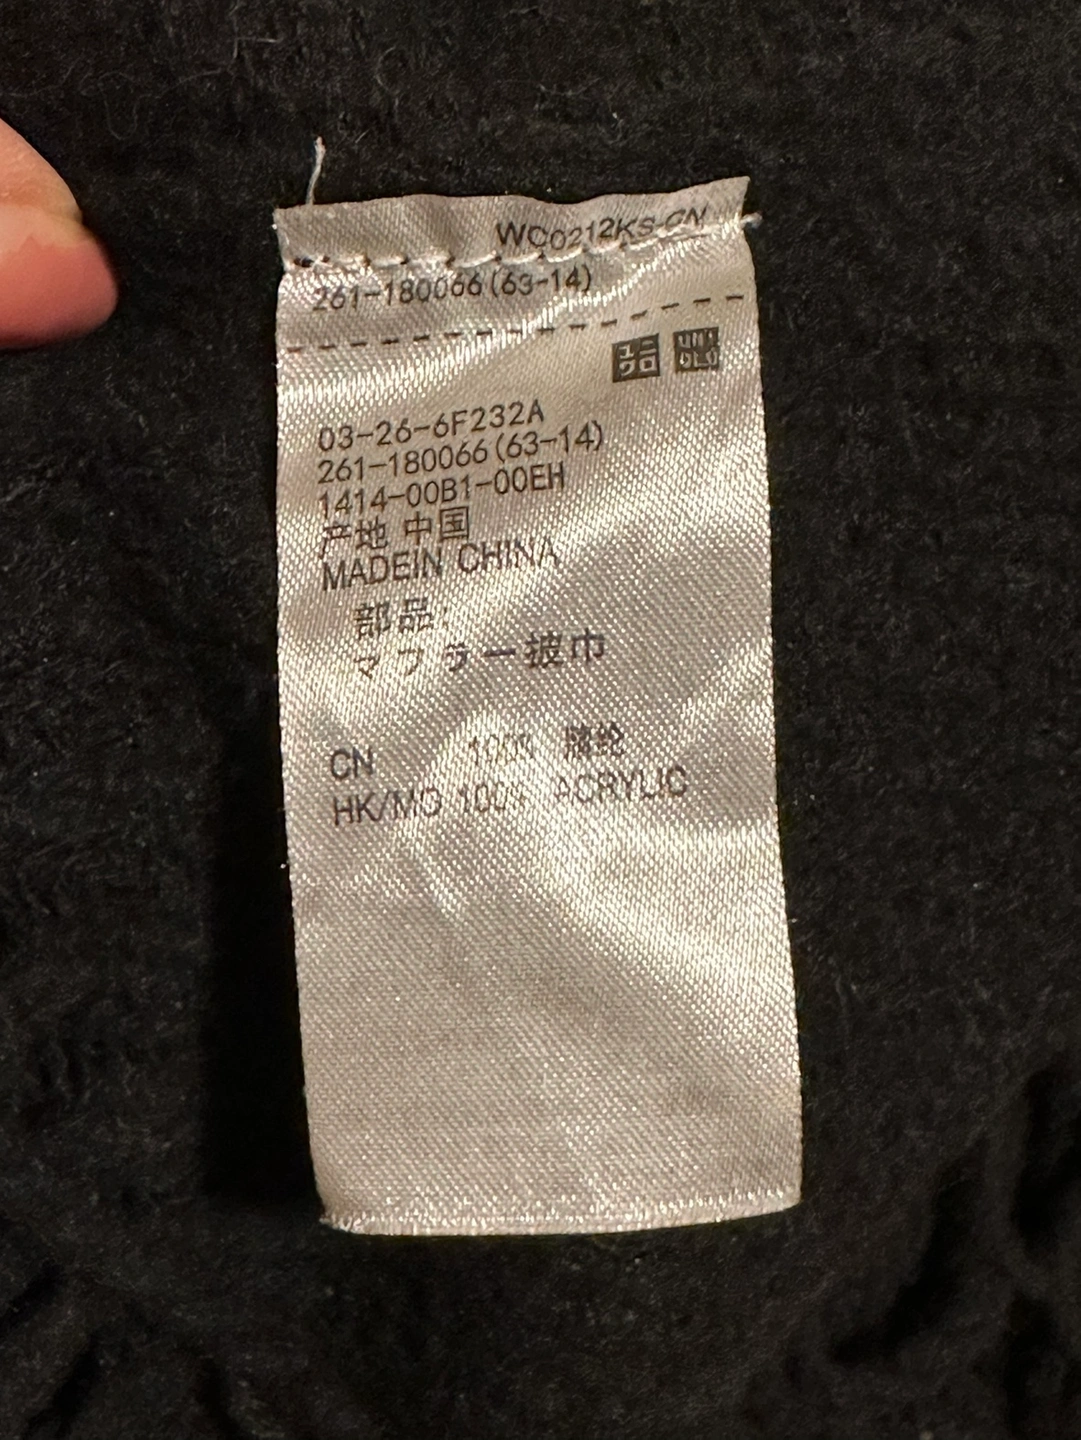 WC0212KS-CN
261-180066(63-14)
ユニ
クロ
UNI
QLO
03-26-6F232A
261-180066(63-14)
1414-00B1-00EH
产地 中国
MADEIN CHINA
部品:
マフラー披巾
CN 100% 腈纶
HK/MO 100% ACRYLIC